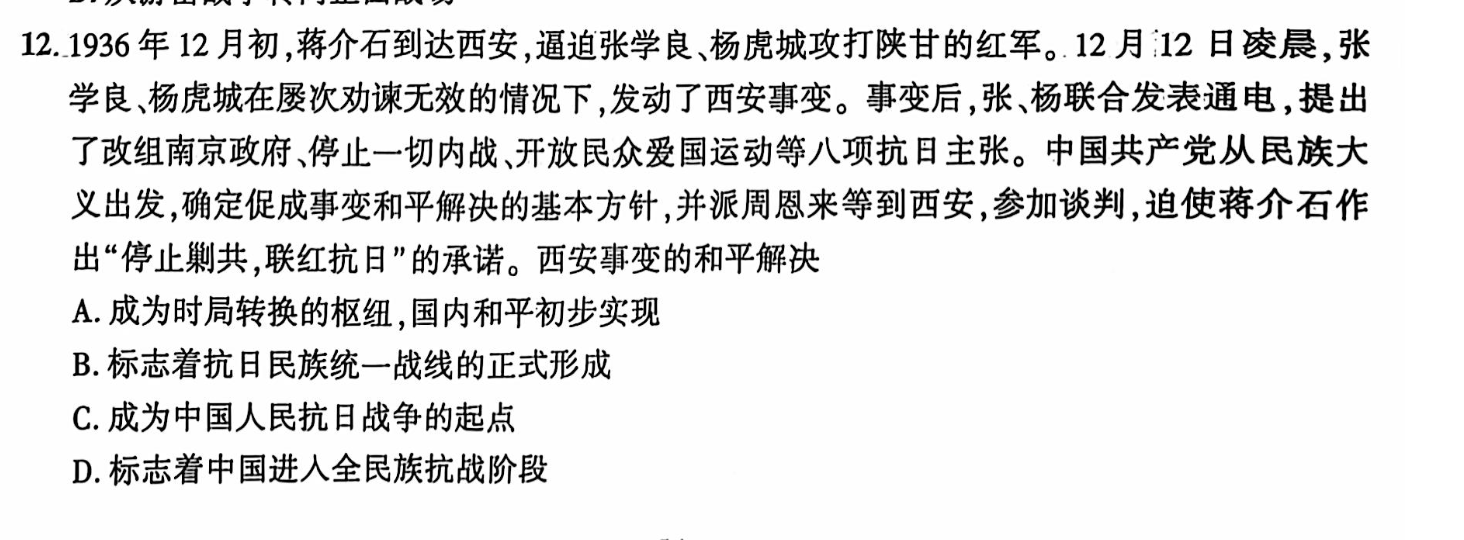 12. 1936 年 12 月初,蒋介石到达西安,逼迫张学良、杨虎城攻打陕甘的红军。12 月 12 日凌晨,张
学良、杨虎城在屡次劝谏无效的情况下,发动了西安事变。事变后,张、杨联合发表通电,提出
了改组南京政府、停止一切内战、开放民众爱国运动等八项抗日主张。中国共产党从民族大
义出发,确定促成事变和平解决的基本方针,并派周恩来等到西安,参加谈判,迫使蒋介石作
出“停止剿共,联红抗日”的承诺。西安事变的和平解决
A. 成为时局转换的枢纽,国内和平初步实现
B. 标志着抗日民族统一战线的正式形成
C. 成为中国人民抗日战争的起点
D. 标志着中国进入全民族抗战阶段